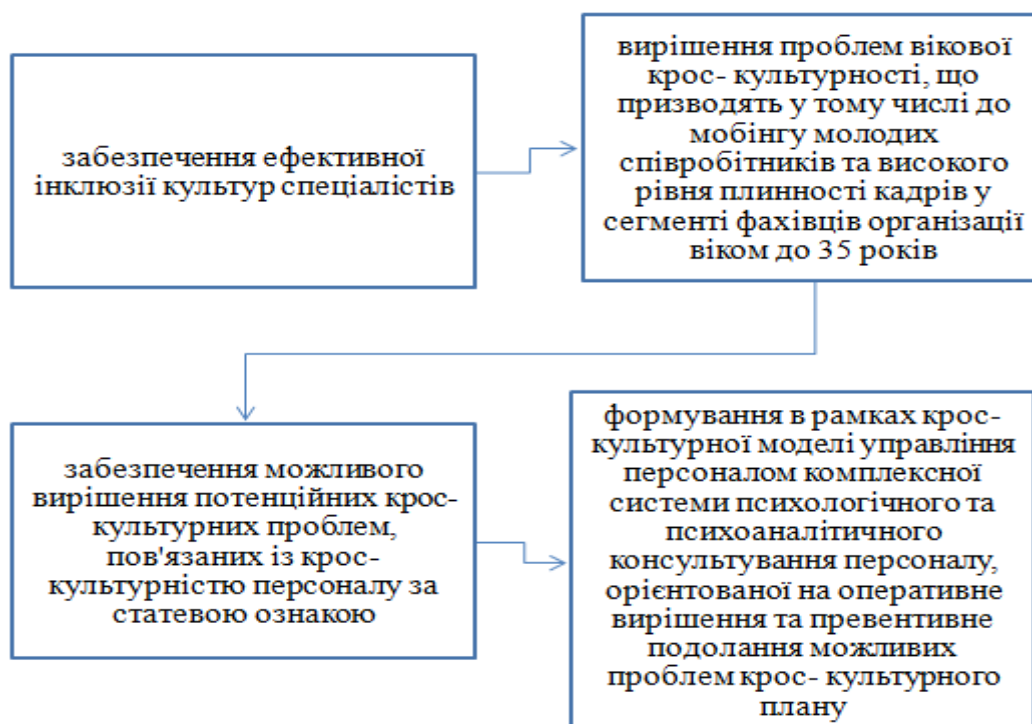 забезпечення ефективної
інклюзії культур спеціалістів
вирішення проблем вікової
крос- культурності, що
призводять у тому числі до
мобінгу молодих
співробітників та високого
рівня плинності кадрів у
сегменті фахівців організації
віком до 35 років
забезпечення можливого
вирішення потенційних крос-
культурних проблем,
пов'язаних із крос-
культурністю персоналу за
статевою ознакою
формування в рамках крос-
культурної моделі управління
персоналом комплексної
системи психологічного та
психоаналітичного
консультування персоналу,
орієнтованої на оперативне
вирішення та превентивне
подолання можливих
проблем крос- культурного
плану